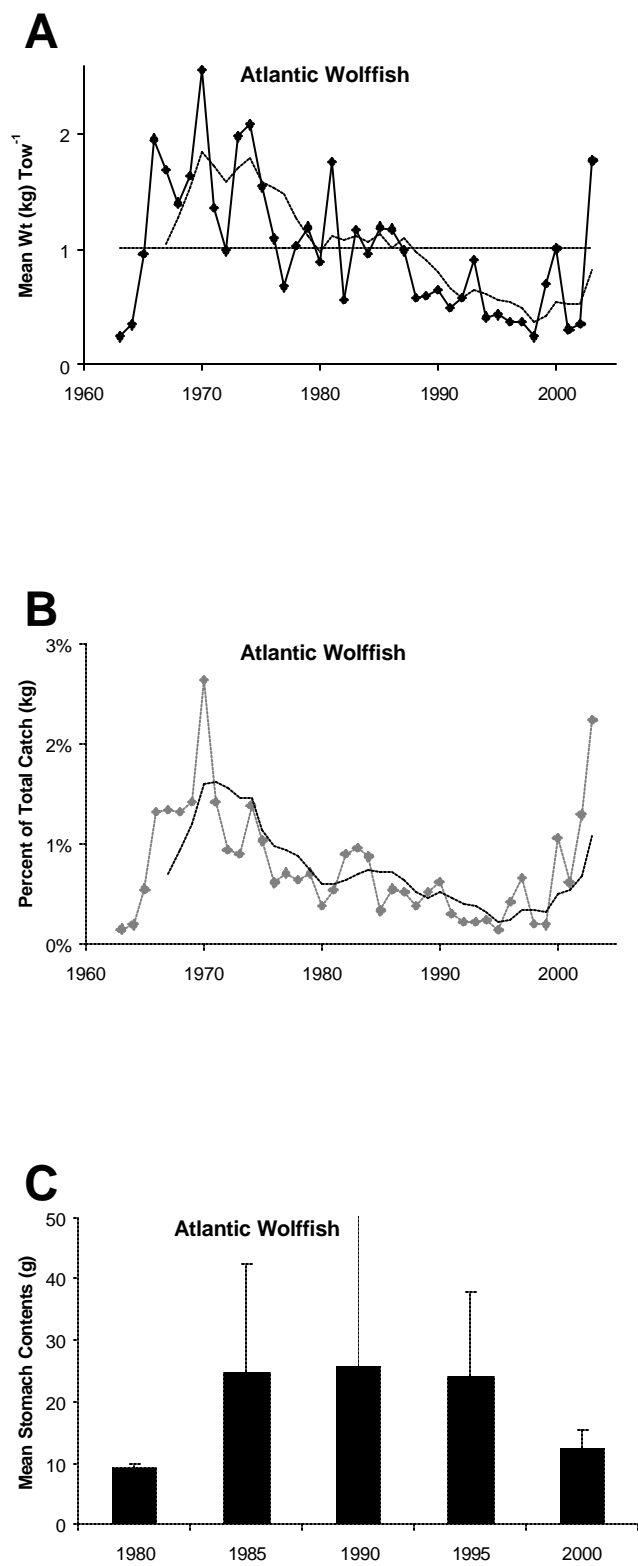 A
Atlantic Wolffish
Mean Wt (kg) Tow-1
2
1
0
1960 1970 1980 1990 2000
B
Atlantic Wolffish
Percent of Total Catch (kg)
3%
2%
1%
0%
1960 1970 1980 1990 2000
C
Atlantic Wolffish
Mean Stomach Contents (g)
50
40
30
20
10
0
1980 1985 1990 1995 2000